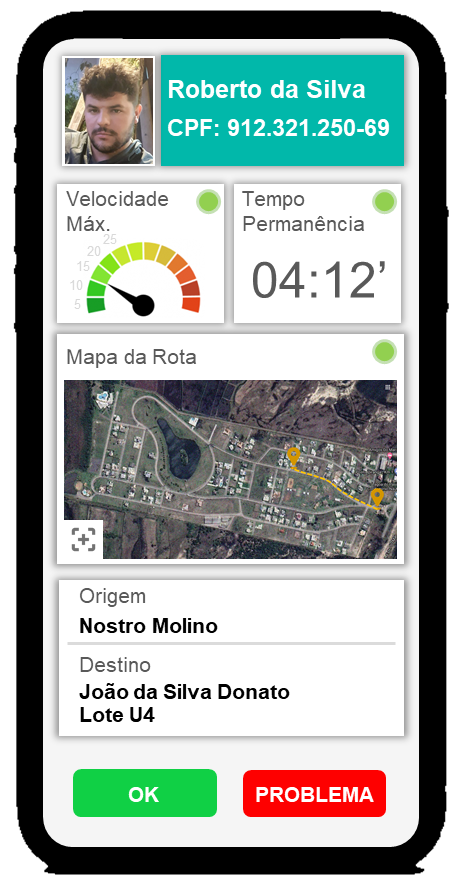 Roberto da Silva
CPF: 912.321.250-69
Velocidade
Máx.
25
20
15
10
5
Tempo
Permanência
04:12’
Mapa da Rota
Origem
Nostro Molino
Destino
João da Silva Donato
Lote U4
OK
PROBLEMA